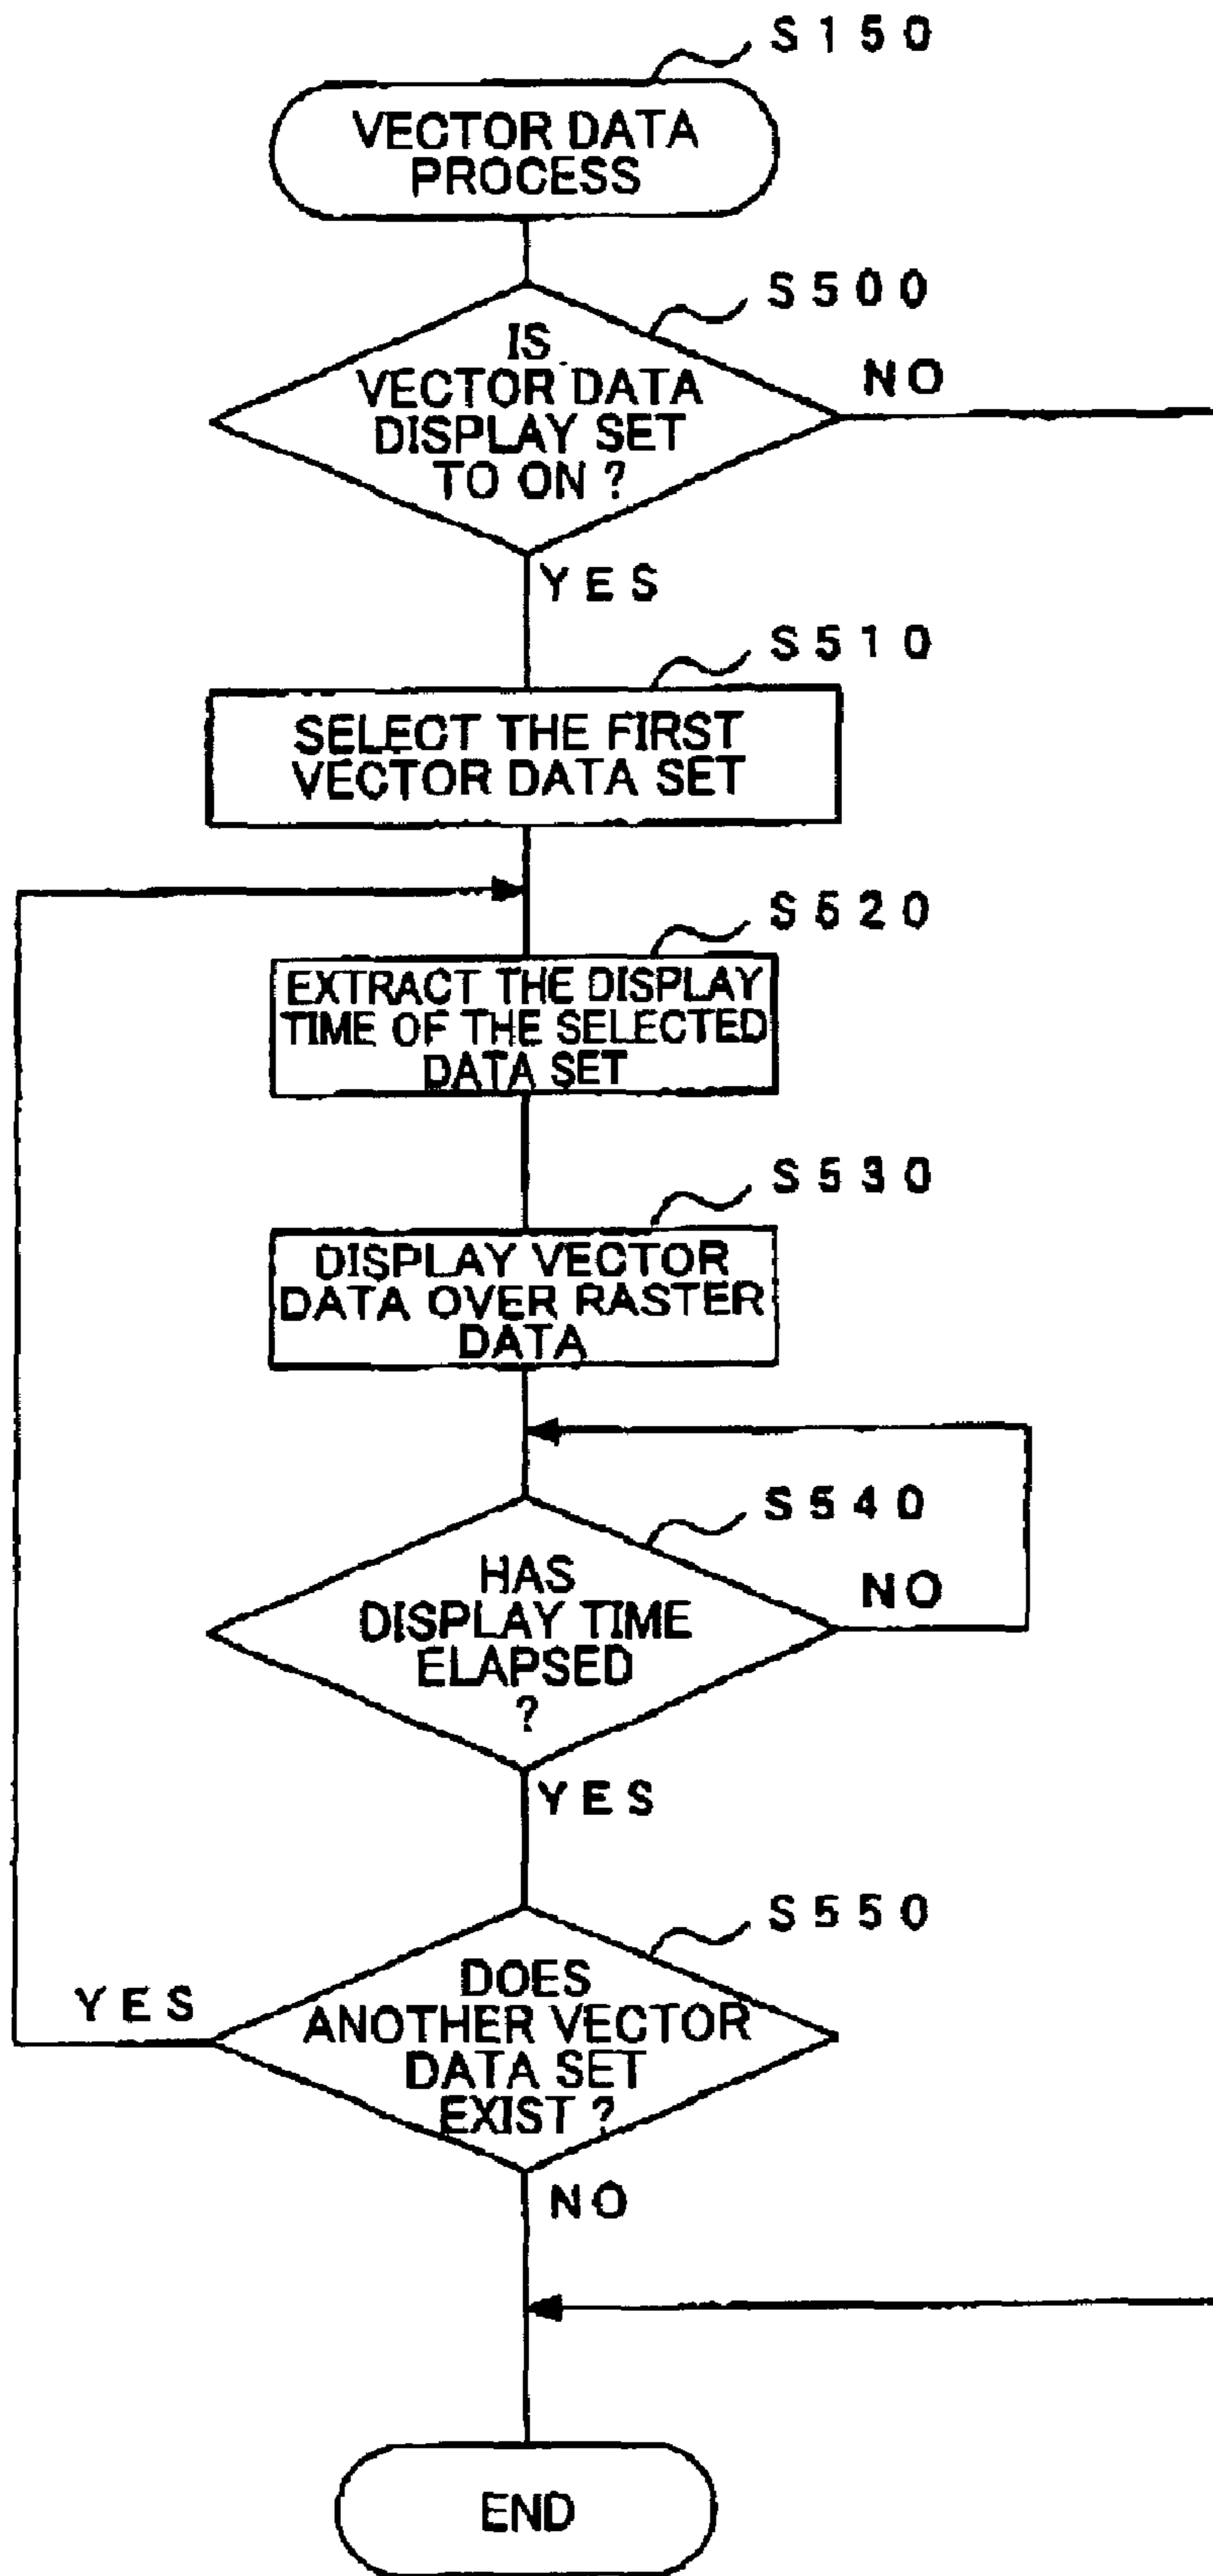 S150
VECTOR DATA
PROCESS
S500
IS
VECTOR DATA
DISPLAY SET
TO ON ?
NO
YES
S510
SELECT THE FIRST
VECTOR DATA SET
S520
EXTRACT THE DISPLAY
TIME OF THE SELECTED
DATA SET
S530
DISPLAY VECTOR
DATA OVER RASTER
DATA
S540
HAS
DISPLAY TIME
ELAPSED
?
NO
YES
S550
DOES
ANOTHER VECTOR
DATA SET
EXIST ?
YES
NO
END